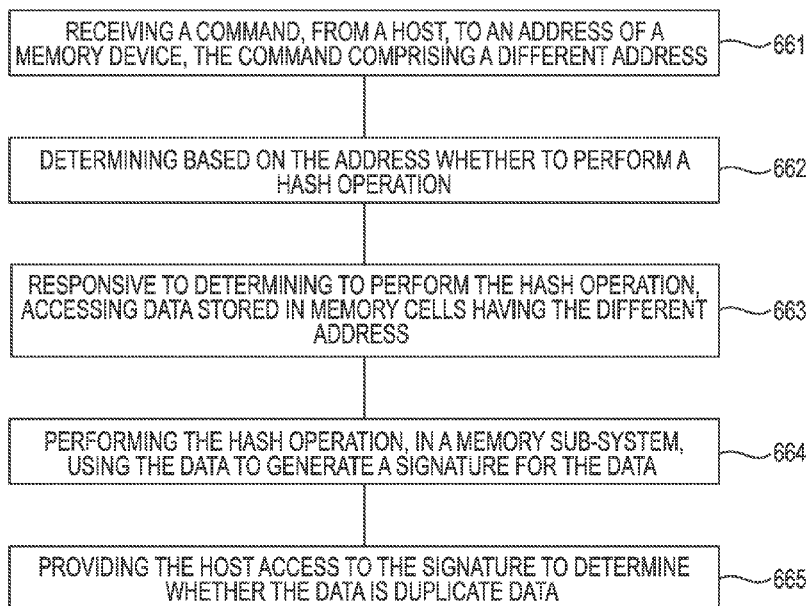 RECEIVING A COMMAND, FROM A HOST, TO AN ADDRESS OF A
MEMORY DEVICE, THE COMMAND COMPRISING A DIFFERENT ADDRESS
661
DETERMINING BASED ON THE ADDRESS WHETHER TO PERFORM A
HASH OPERATION
662
RESPONSIVE TO DETERMINING TO PERFORM THE HASH OPERATION,
ACCESSING DATA STORED IN MEMORY CELLS HAVING THE DIFFERENT
ADDRESS
663
PERFORMING THE HASH OPERATION, IN A MEMORY SUB-SYSTEM,
USING THE DATA TO GENERATE A SIGNATURE FOR THE DATA
664
PROVIDING THE HOST ACCESS TO THE SIGNATURE TO DETERMINE
WHETHER THE DATA IS DUPLICATE DATA
665